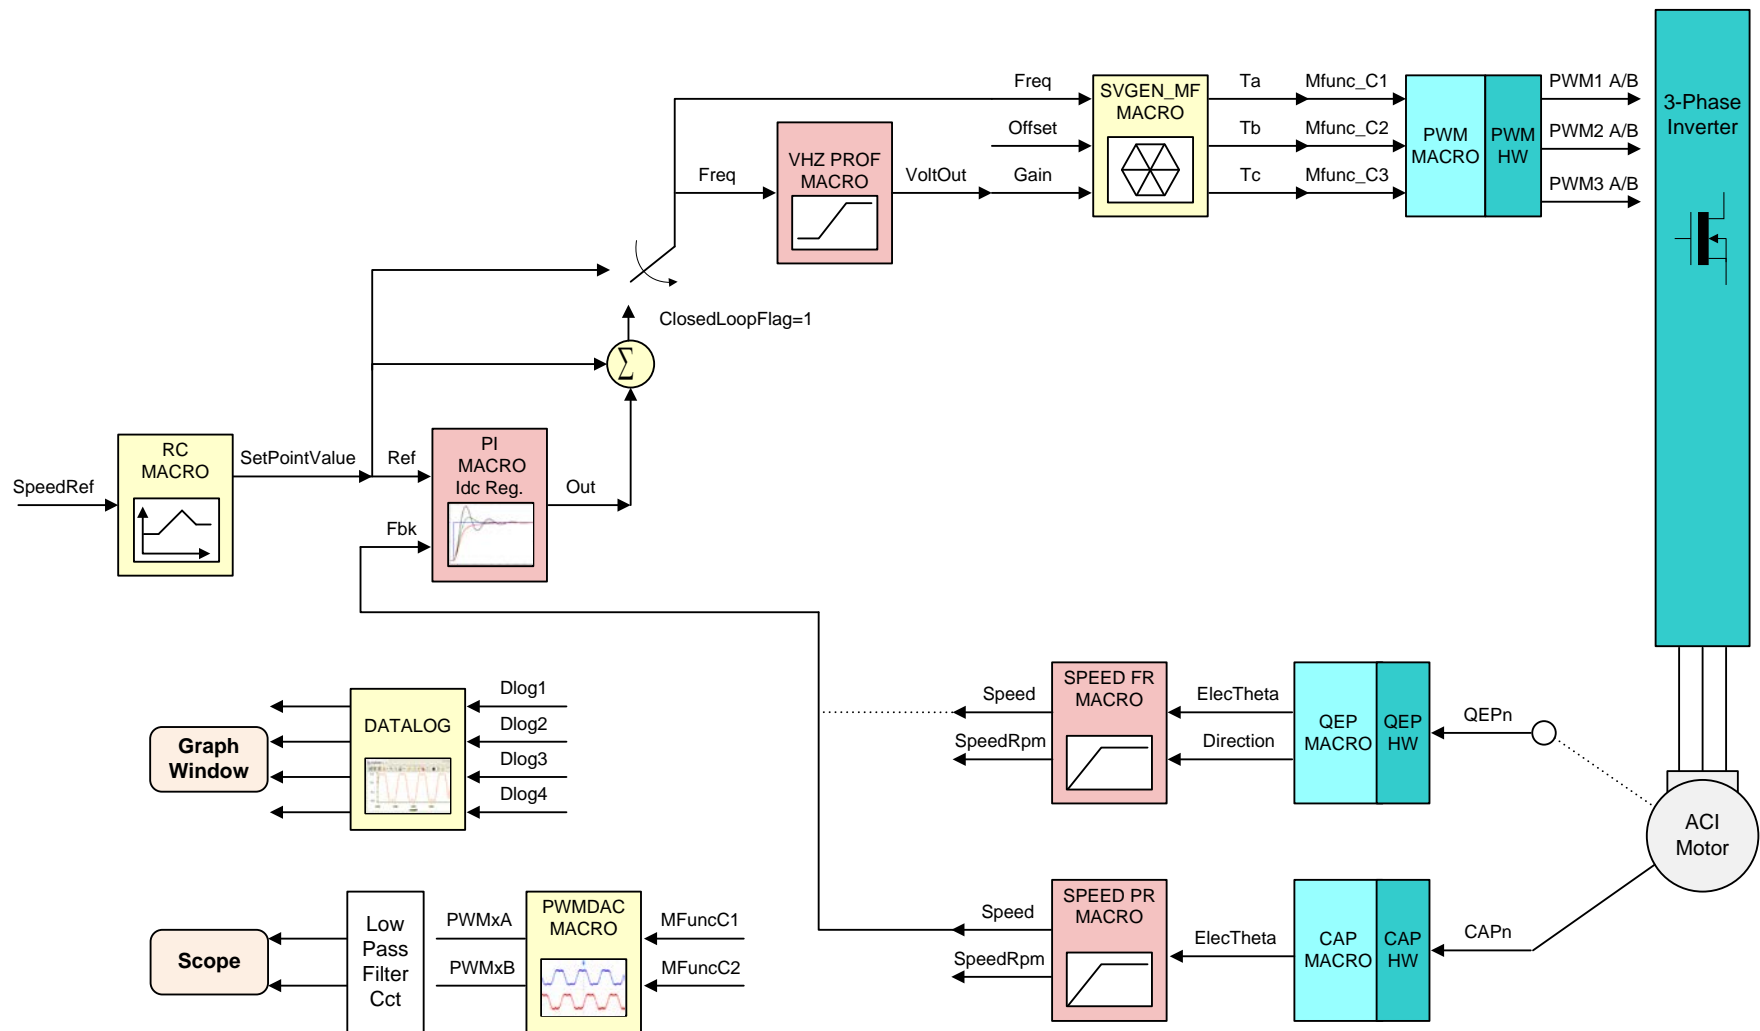 Freq
SVGEN_MF
MACRO
Ta
Mfunc_C1
PWM1 A/B
3-Phase
Inverter
Offset
Tb
Mfunc_C2
PWM
MACRO
PWM
HW
PWM2 A/B
VHZ PROF
MACRO
Freq
VoltOut
Gain
Tc
Mfunc_C3
PWM3 A/B
ClosedLoopFlag=1
Σ
RC
MACRO
SetPointValue
Ref
PI
MACRO
Idc Reg.
SpeedRef
Out
Fbk
Dlog1
DATALOG
Dlog2
Dlog3
Dlog4
Graph
Window
Speed
SPEED FR
MACRO
ElecTheta
QEP
MACRO
QEP
HW
QEPn
SpeedRpm
Direction
ACI
Motor
Low
Pass
Filter
Cct
PWMxA
PWMDAC
MACRO
MFuncC1
Scope
PWMxB
MFuncC2
Speed
SPEED PR
MACRO
ElecTheta
CAP
MACRO
CAP
HW
CAPn
SpeedRpm